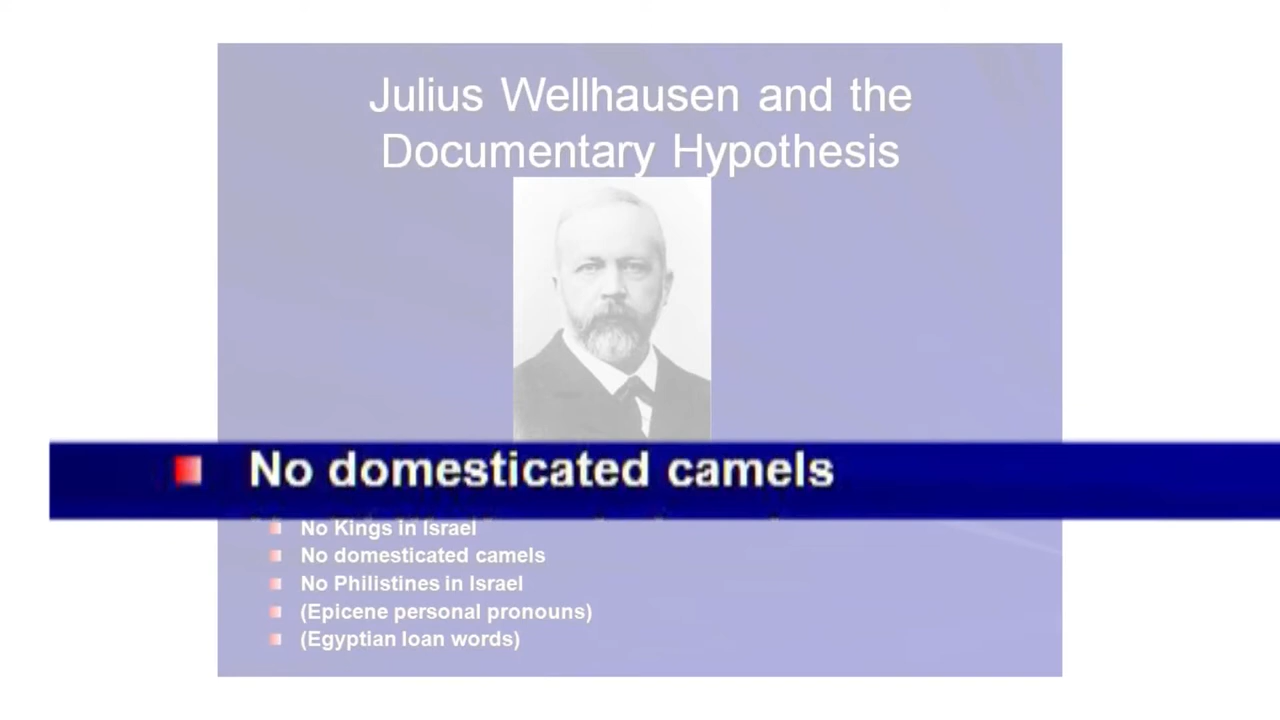 Julius Wellhausen and the
Documentary Hypothesis
No domesticated camels
No Kings in Israel
No domesticated camels
No Philistines in Israel
(Epicene personal pronouns)
(Egyptian loan words)